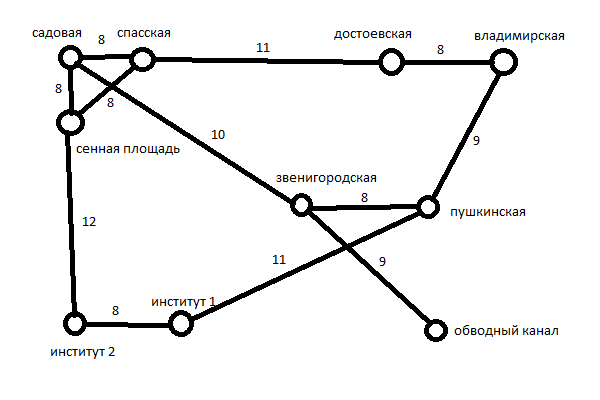 садовая
8
спасская
11
достоевская
8
владимирская
8
8
сенная площадь
10
9
звенигородская
8
пушкинская
12
11
9
институт 1
8
институт 2
обводный канал